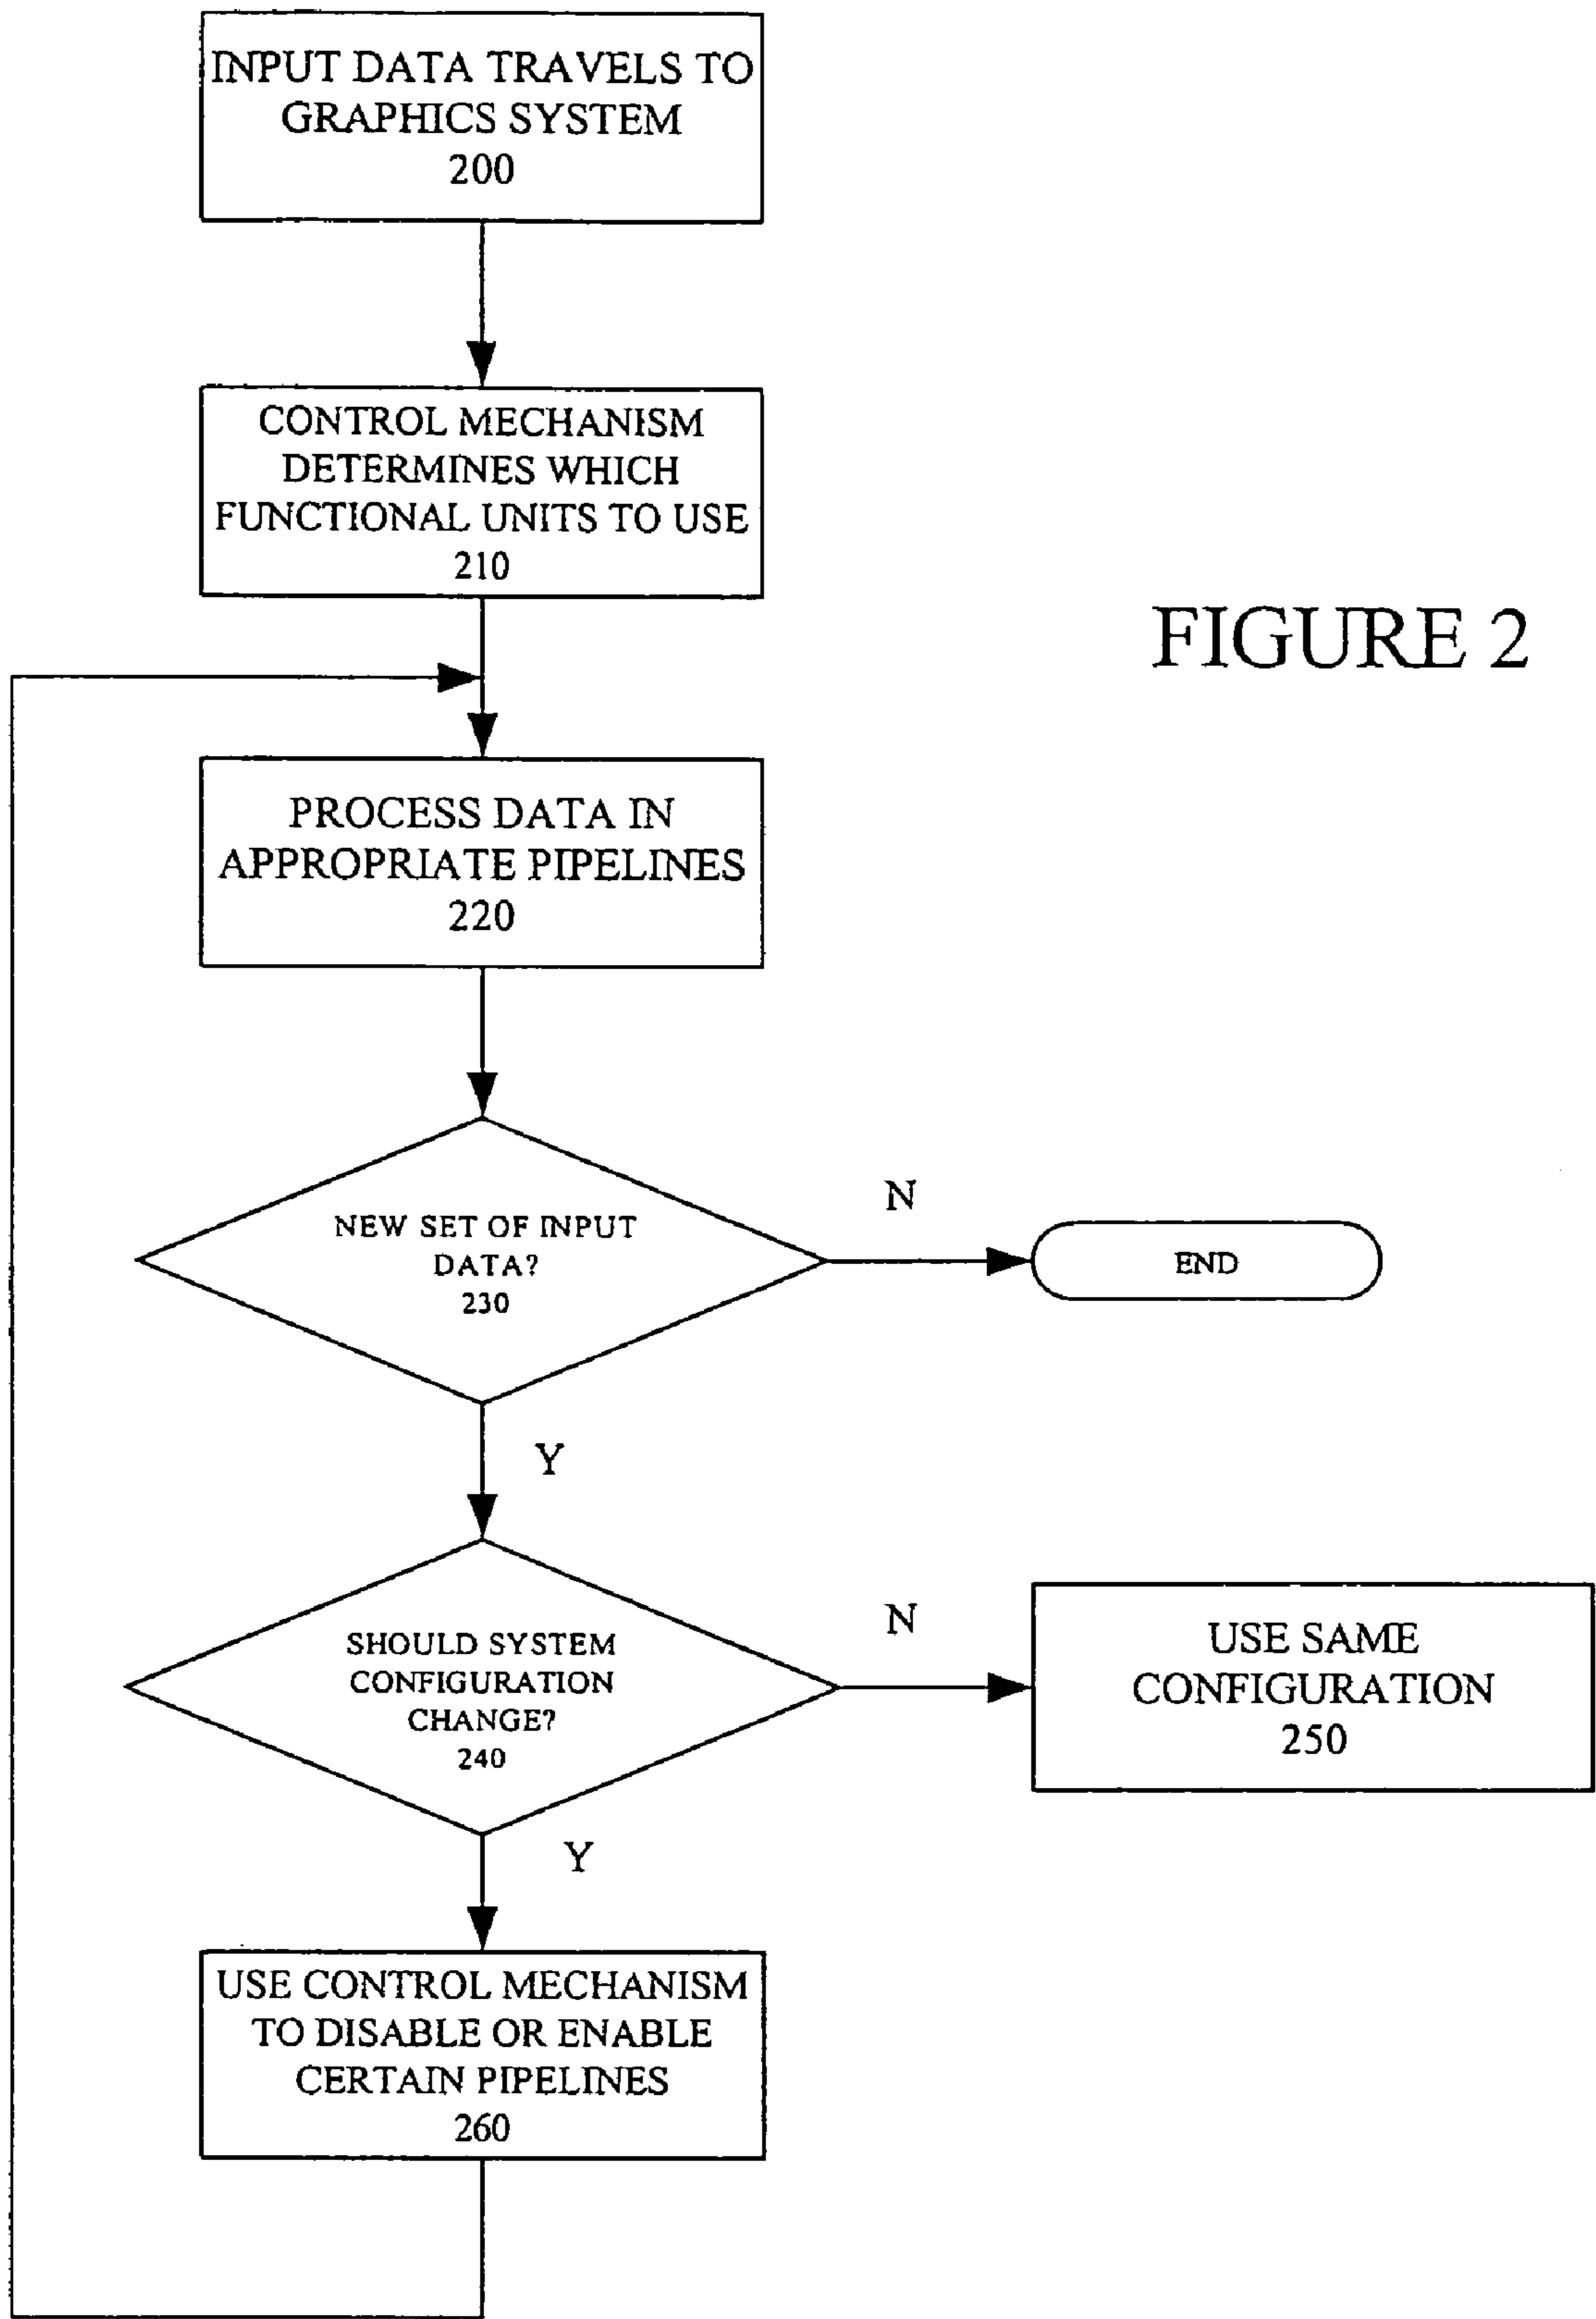 INPUT DATA TRAVELS TO
GRAPHICS SYSTEM
200
CONTROL MECHANISM
DETERMINES WHICH
FUNCTIONAL UNITS TO USE
210
FIGURE 2
PROCESS DATA IN
APPROPRIATE PIPELINES
220
NEW SET OF INPUT
DATA?
230
N
END
Y
SHOULD SYSTEM
CONFIGURATION
CHANGE?
240
N
USE SAME
CONFIGURATION
250
Y
USE CONTROL MECHANISM
TO DISABLE OR ENABLE
CERTAIN PIPELINES
260